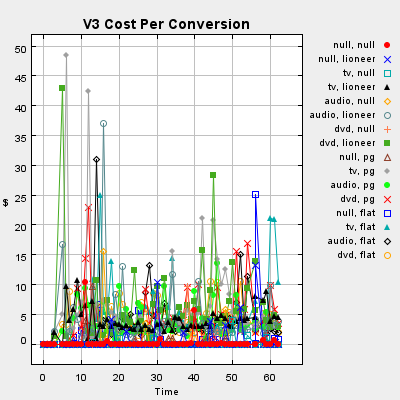 V3 Cost Per Conversion
50
45
40
35
30
25
20
15
10
5
0
$
0
10
20
30
40
50
60
Time
null, null
null, lioneer
tv, null
tv, lioneer
audio, null
audio, lioneer
dvd, null
dvd, lioneer
null, pg
tv, pg
audio, pg
dvd, pg
null, flat
tv, flat
audio, flat
dvd, flat